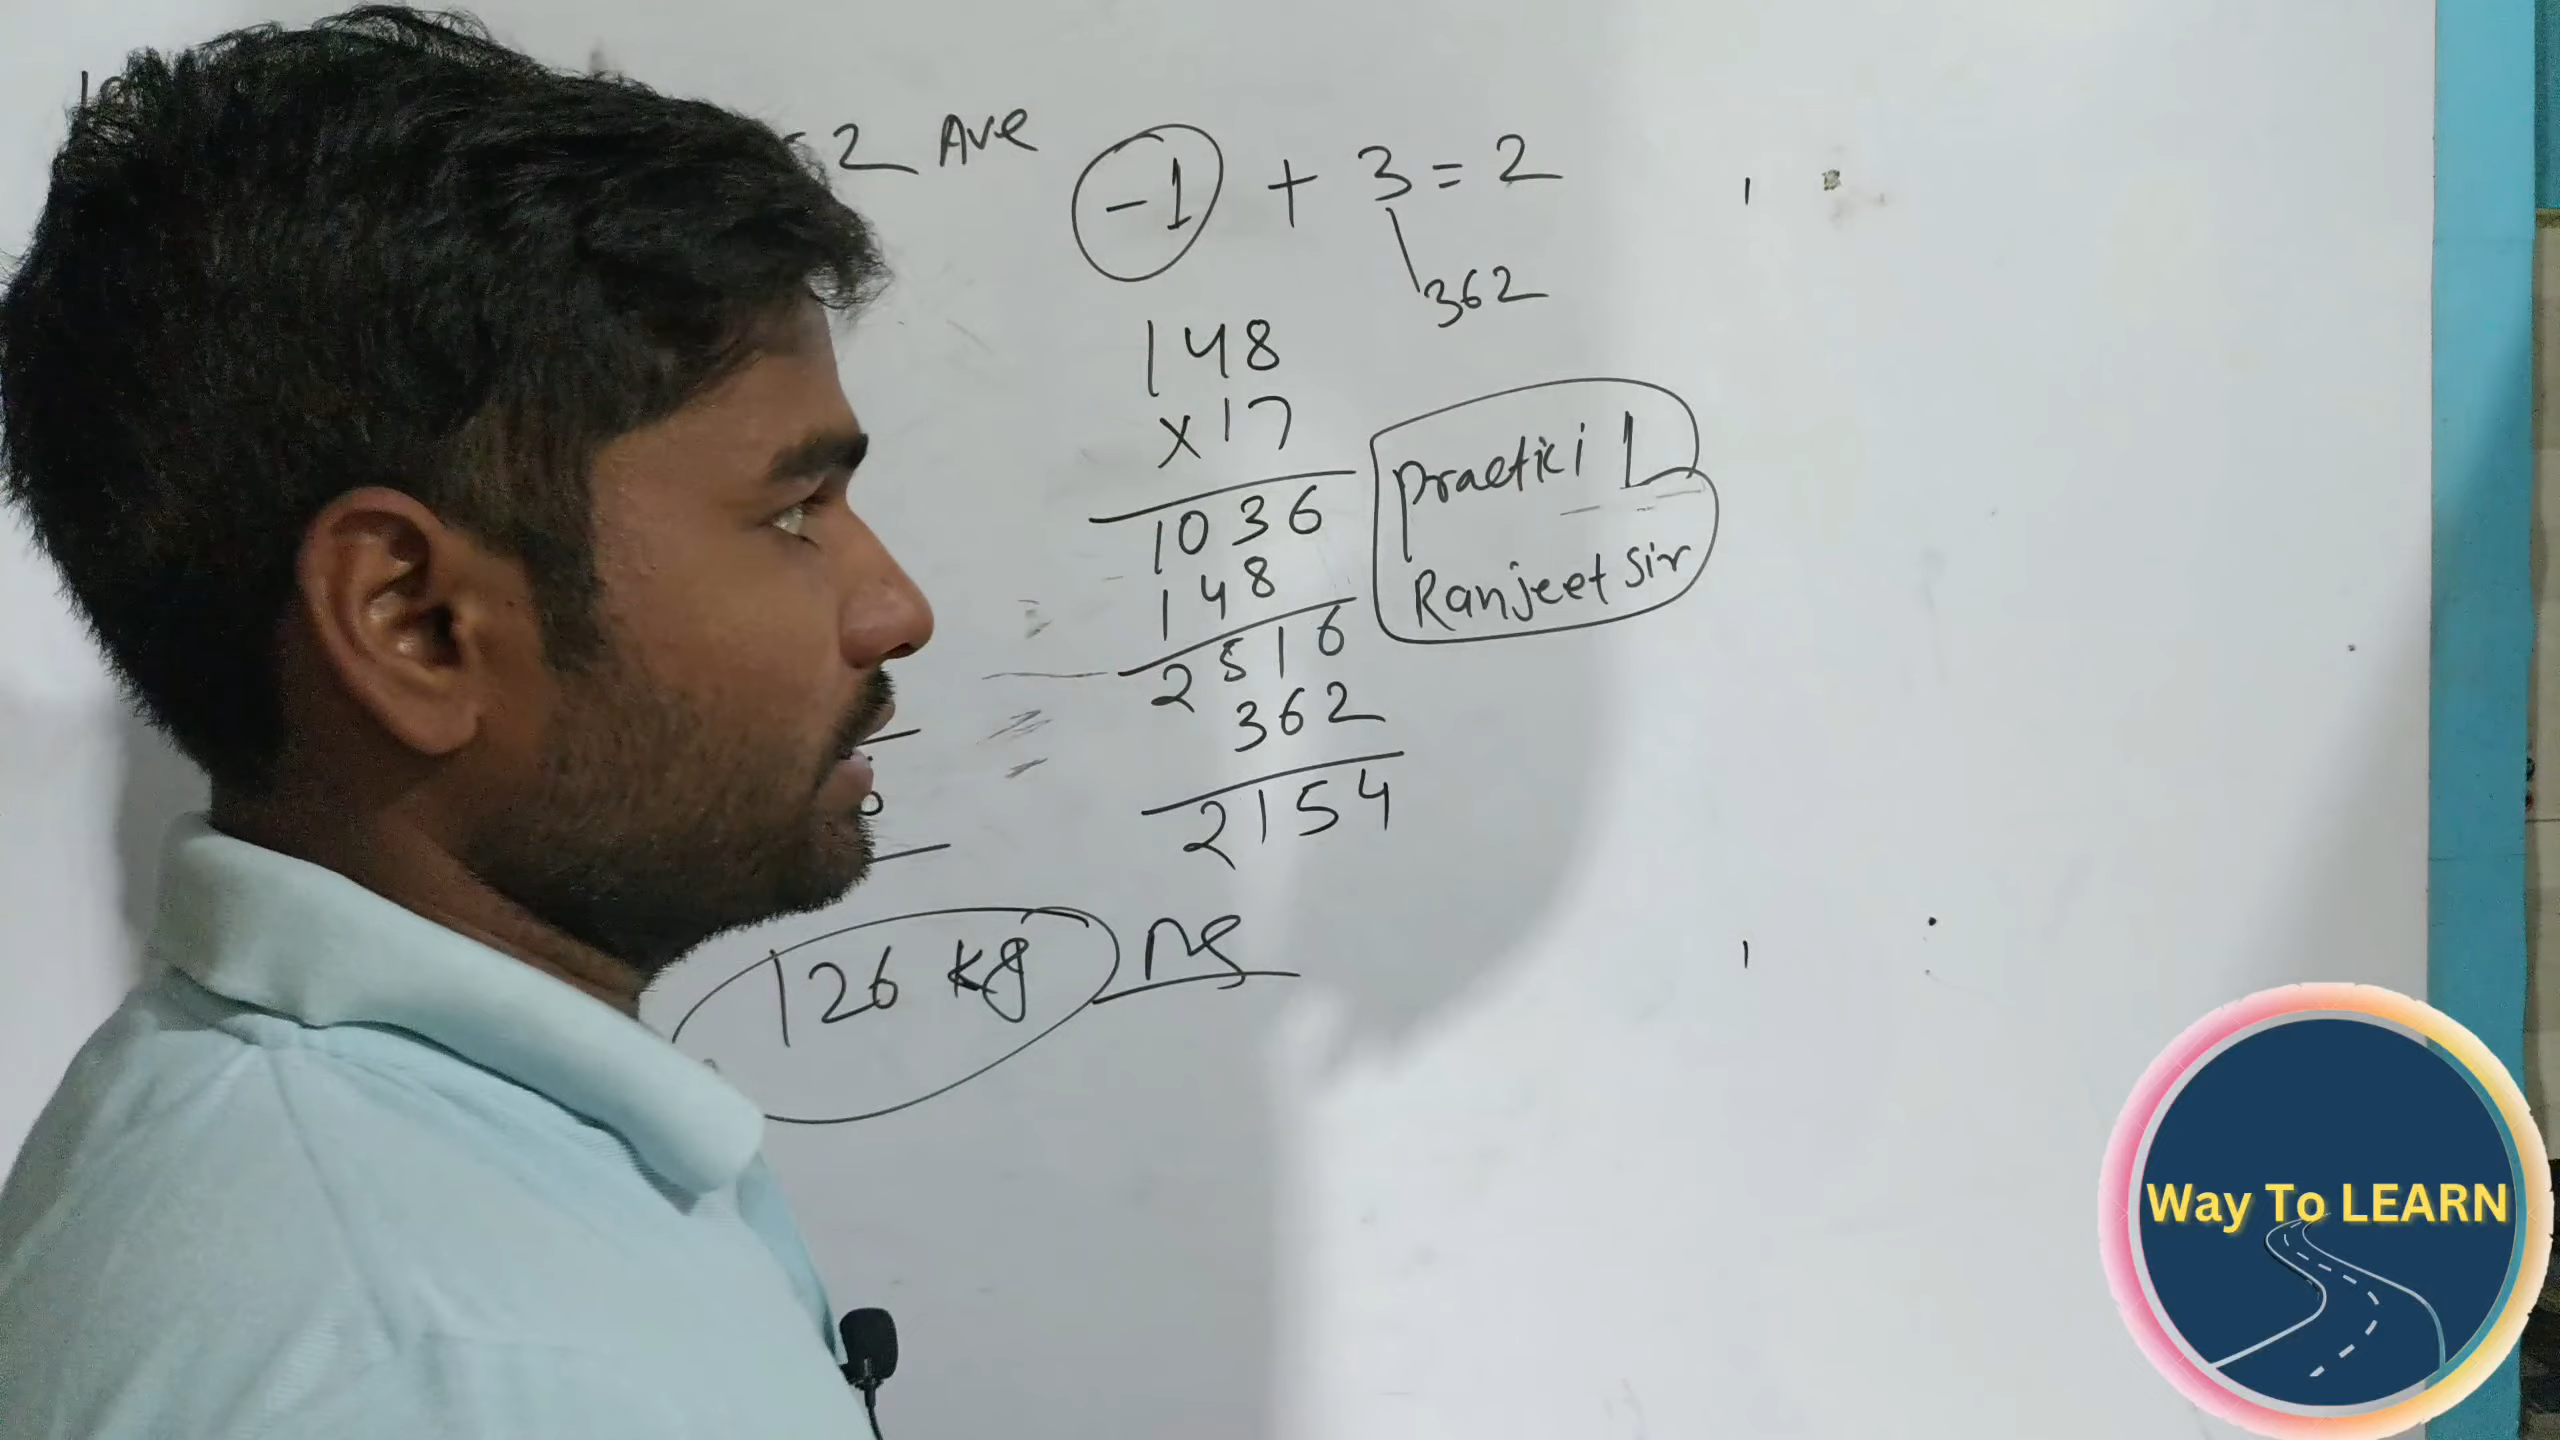 2 Ave
-1 + 3 = 2
362
148
x 17
1036
148
2516
362
2154
Practici L
Ranjeet Sir
126 kg
Way To LEARN